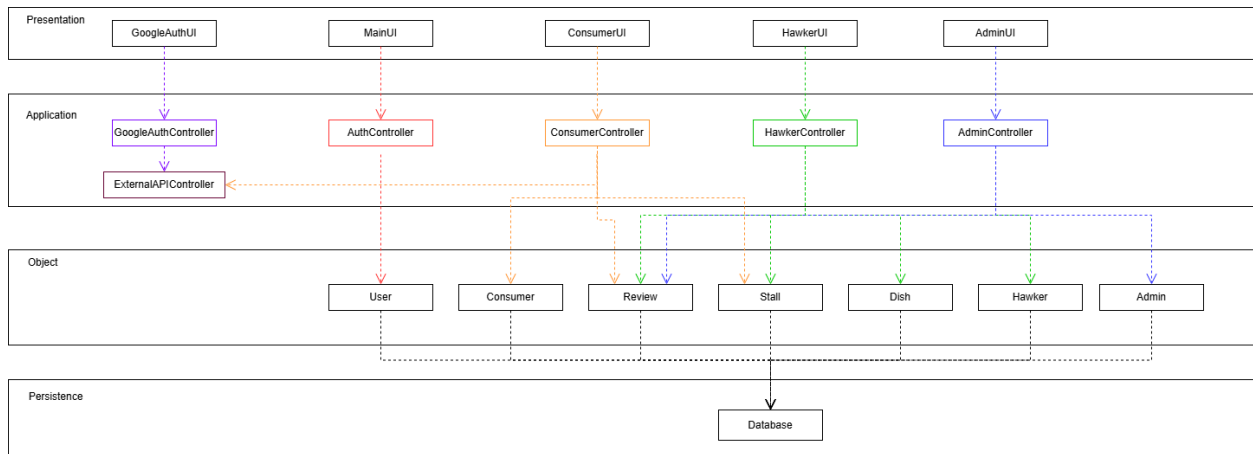 Presentation
GoogleAuthUI
MainUI
ConsumerUI
HawkerUI
AdminUI
Application
GoogleAuthController
AuthController
ConsumerController
HawkerController
AdminController
ExternalAPIController
Object
User
Consumer
Review
Stall
Dish
Hawker
Admin
Persistence
Database